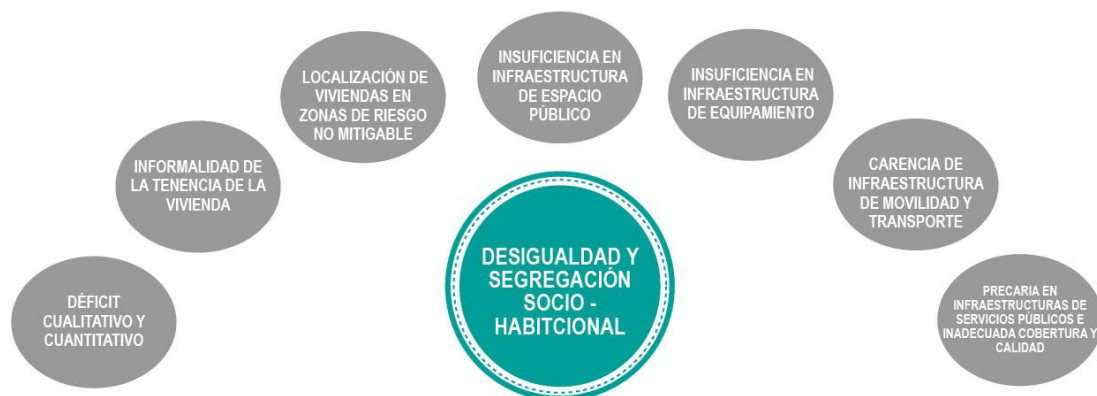 DÉFICIT
CUALITATIVO Y
CUANTITATIVO
INFORMALIDAD DE
LA TENENCIA DE LA
VIVIENDA
LOCALIZACIÓN DE
VIVIENDAS EN
ZONAS DE RIESGO
NO MITIGABLE
INSUFICIENCIA EN
INFRAESTRUCTURA
DE ESPACIO
PÚBLICO
INSUFICIENCIA EN
INFRAESTRUCTURA
DE EQUIPAMIENTO
CARENCIA DE
INFRAESTRUCTURA
DE MOVILIDAD Y
TRANSPORTE
PRECARIA EN
INFRAESTRUCTURAS DE
SERVICIOS PÚBLICOS E
INADECUADA COBERTURA Y
CALIDAD
DESIGUALDAD Y
SEGREGACIÓN
SOCIO -
HABITCIONAL